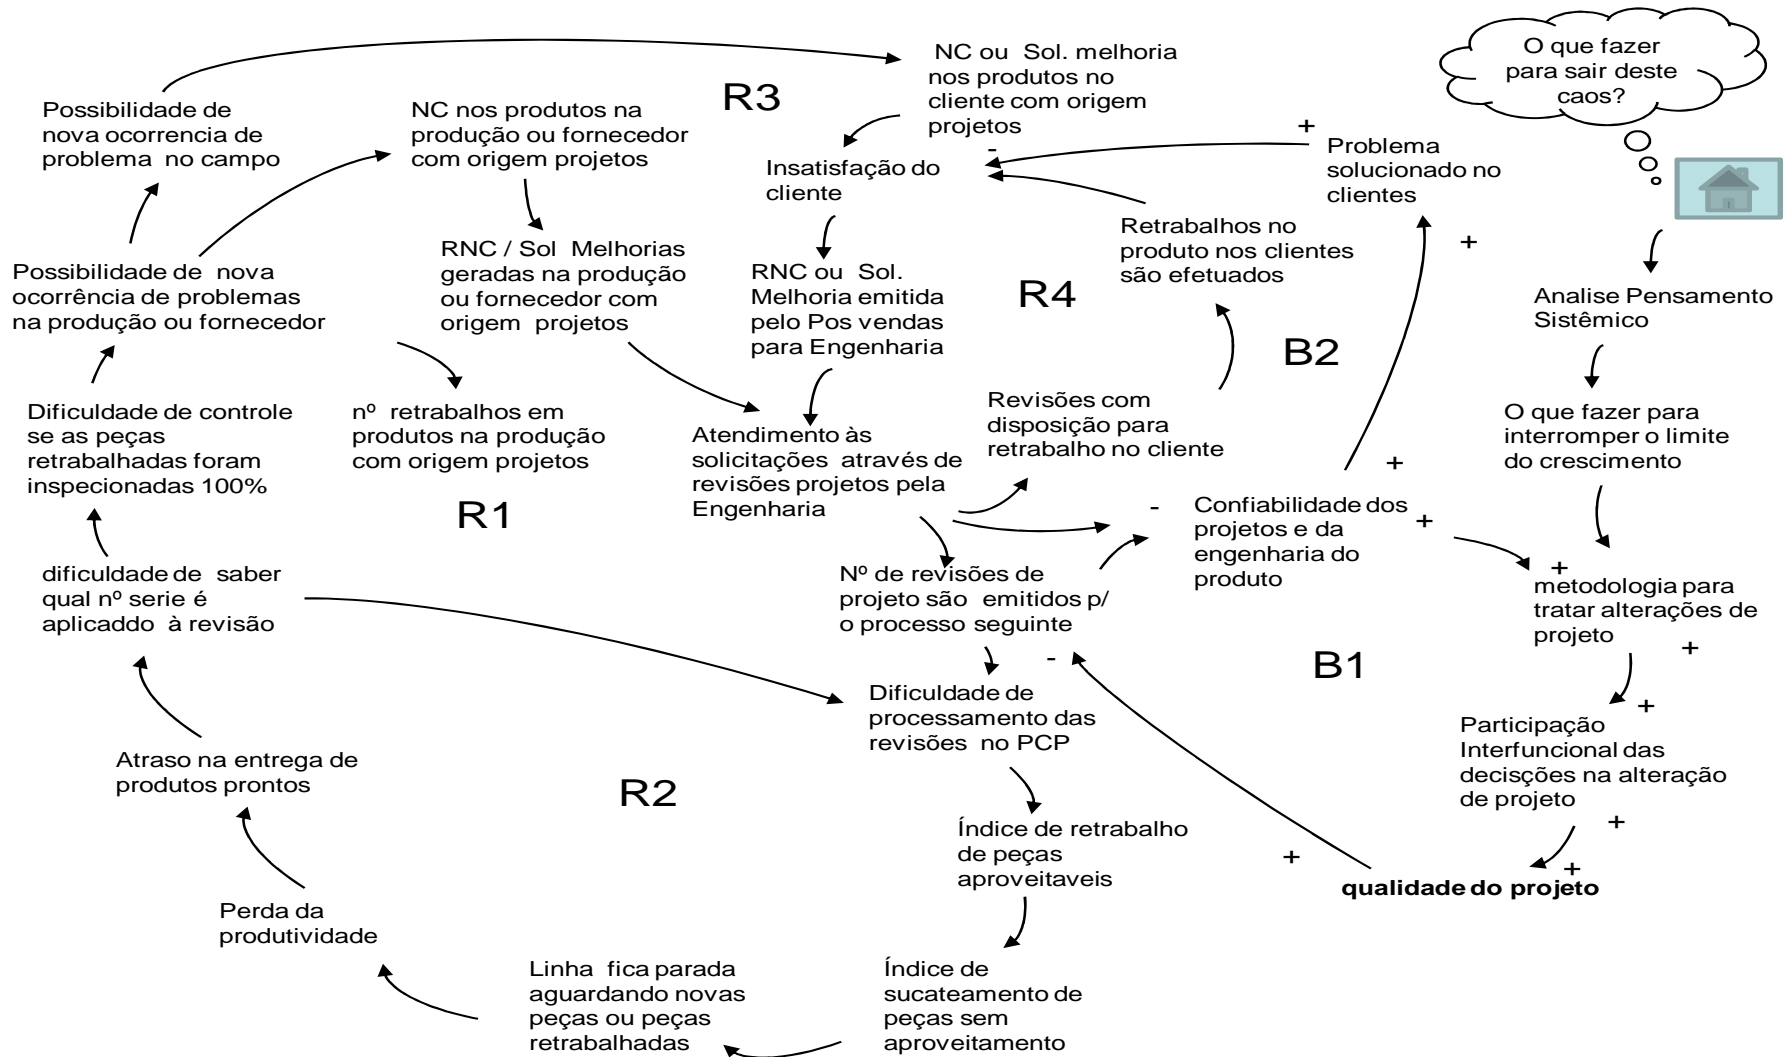 NC ou Sol. melhoria
nos produtos no
cliente com origem
projetos
O que fazer
para sair deste
caos?
Possibilidade de
nova ocorrencia de
problema no campo
NC nos produtos na
produção ou fornecedor
com origem projetos
R3
+
-
Problema
solucionado no
clientes
Insatisfação do
cliente
Retrabalhos no
produto nos clientes
são efetuados
+
RNC / Sol Melhorias
geradas na produção
ou fornecedor com
origem projetos
Possibilidade de nova
ocorrência de problemas
na produção ou fornecedor
RNC ou Sol.
Melhoria emitida
pelo Pos vendas
para Engenharia
R4
B2
Analise Pensamento
Sistêmico
Dificuldade de controle
se as peças
retrabalhadas foram
inspecionadas 100%
nº retrabalhos em
produtos na produção
com origem projetos
Revisões com
disposição para
retrabalho no cliente
O que fazer para
interromper o limite
do crescimento
Atendimento às
solicitações através de
revisões projetos pela
Engenharia
R1
+
-
Confiabilidade dos
projetos e da
engenharia do
produto
+
dificuldade de saber
qual nº serie é
aplicaddo à revisão
Nº de revisões de
projeto são emitidos p/
o processo seguinte
+
metodologia para
tratar alterações de
projeto
+
-
B1
Dificuldade de
processamento das
revisões no PCP
+
Participação
Interfuncional das
decisções na alteração
de projeto
Atraso na entrega de
produtos prontos
R2
Índice de retrabalho
de peças
aproveitaveis
+
+
+
qualidade do projeto
Perda da
produtividade
Linha fica parada
aguardando novas
peças ou peças
retrabalhadas
Índice de
sucateamento de
peças sem
aproveitamento